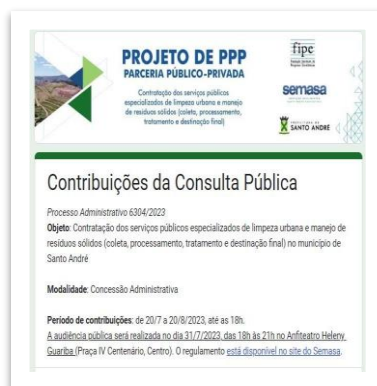 PROJETO DE PPP
PARCERIA PÚBLICO-PRIVADA
Contratação dos serviços públicos
especializados de limpeza urbana e manejo
de resíduos sólidos (coleta, processamento,
tratamento e destinação final)
fipe
semasa
SANTO ANDRÉ
Contribuições da Consulta Pública
Processo Administrativo 6304/2023
Objeto: Contratação dos serviços públicos especializados de limpeza urbana e manejo de
resíduos sólidos (coleta, processamento, tratamento e destinação final) no município de
Santo André
Modalidade: Concessão Administrativa
Período de contribuições: de 20/7 a 20/8/2023, até as 18h.
A audiência pública será realizada no dia 31/7/2023, das 18h às 21h no Anfiteatro Heleny
Guariba (Praça IV Centenário, Centro). O regulamento está disponível no site do Semasa.